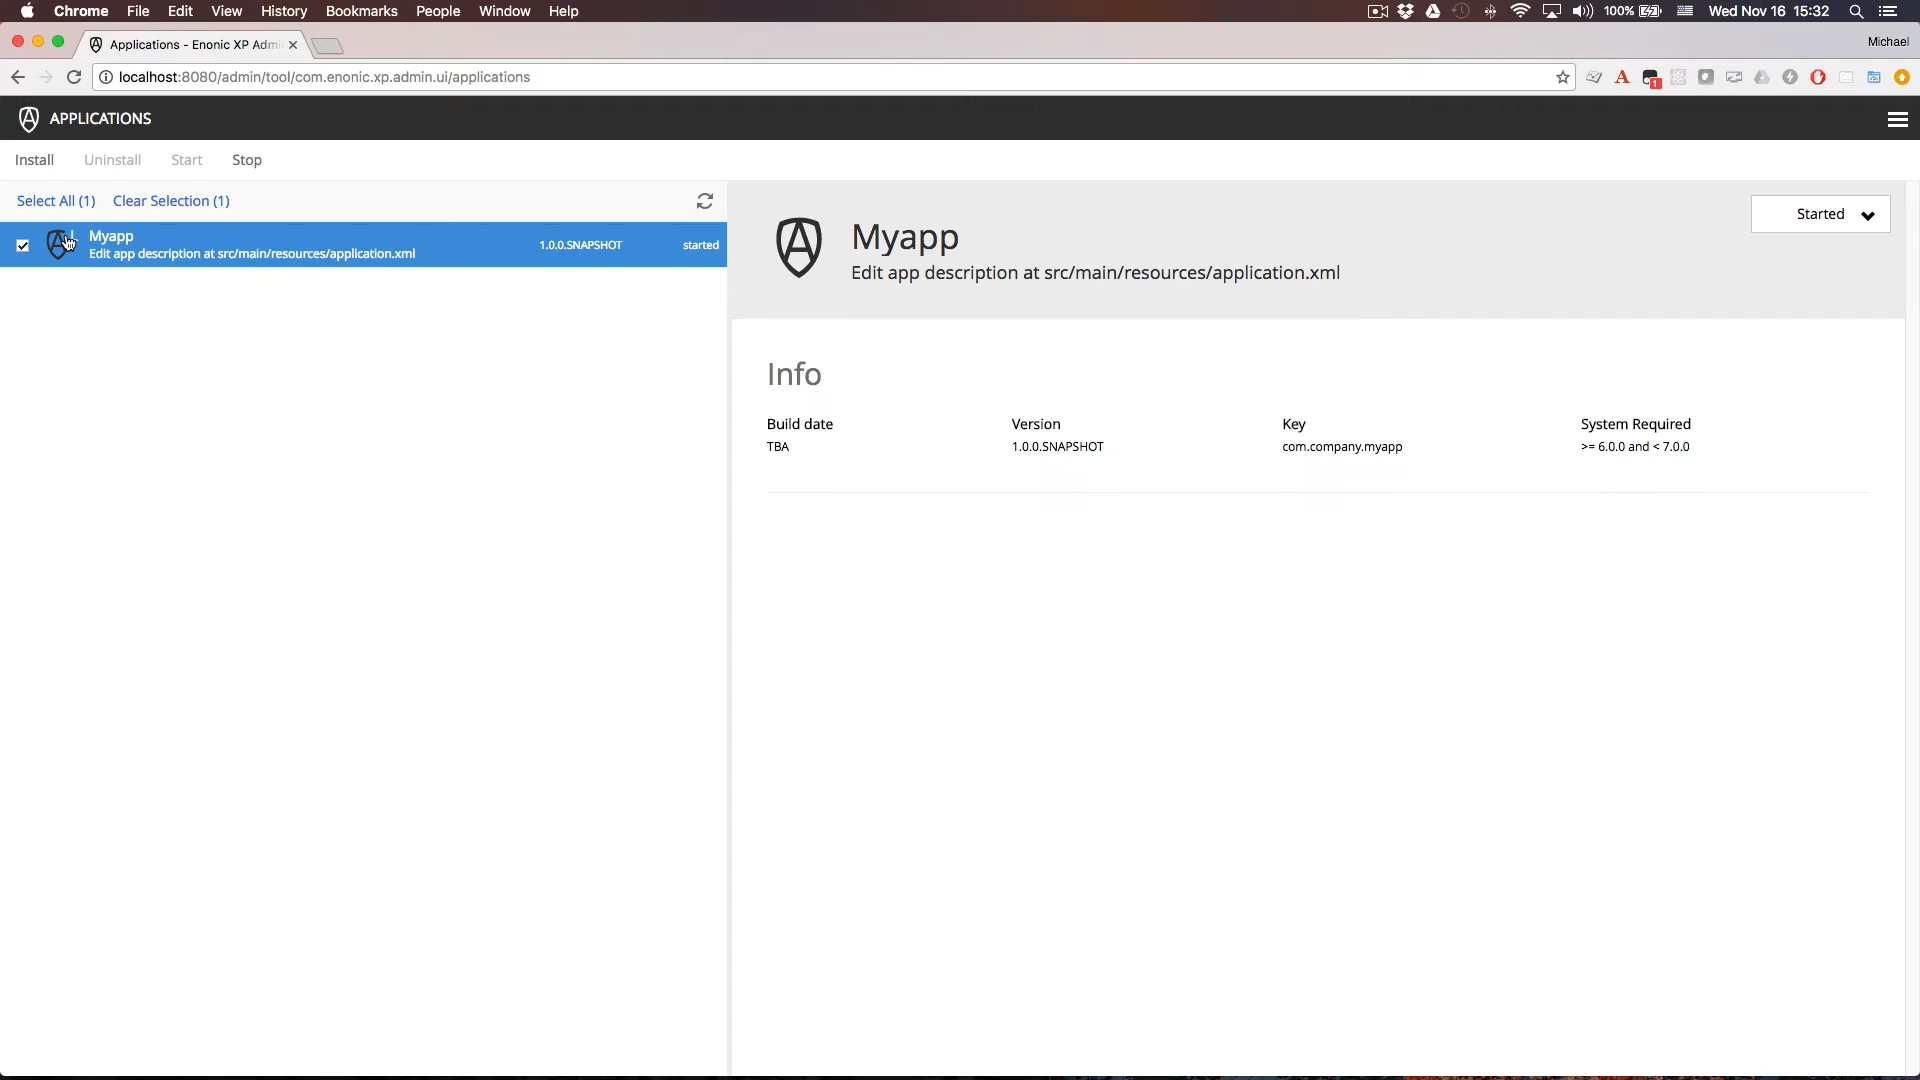 Chrome File Edit View History Bookmarks People Window Help 100% Wed Nov 16 15:32
Applications - Enonic XP Admi Michael
localhost:8080/admin/tool/com.enonic.xp.admin.ui/applications A 1
APPLICATIONS
Install Uninstall Start Stop
Select All (1) Clear Selection (1)
Myapp
Edit app description at src/main/resources/application.xml
1.0.0.SNAPSHOT started
Myapp
Edit app description at src/main/resources/application.xml
Started
Info
Build date Version Key System Required
TBA 1.0.0.SNAPSHOT com.company.myapp >= 6.0.0 and < 7.0.0